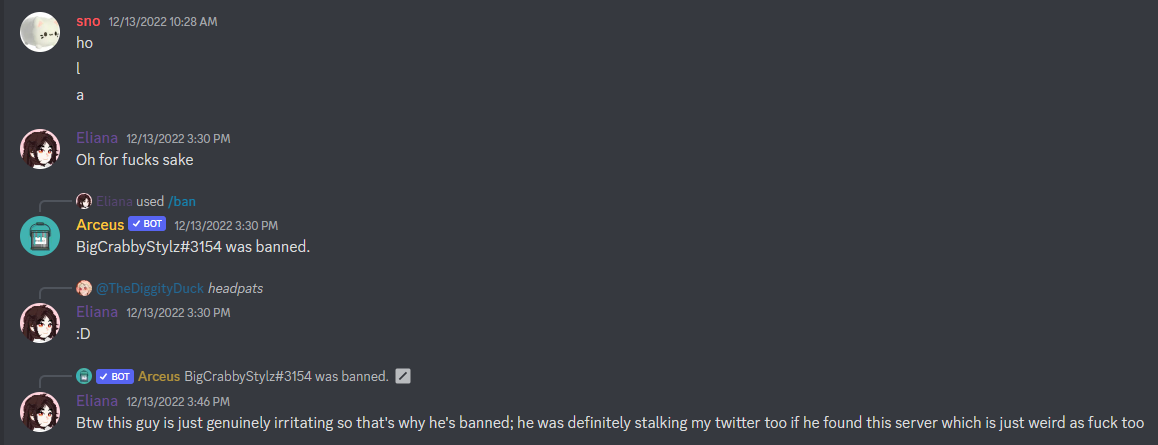 sno 12/13/2022 10:28 AM
ho
l
a
Eliana 12/13/2022 3:30 PM
Oh for fucks sake
Eliana used /ban
Arceus ✓ BOT 12/13/2022 3:30 PM
BigCrabbyStylz#3154 was banned.
@TheDiggityDuck headpats
Eliana 12/13/2022 3:30 PM
:D
✓ BOT Arceus BigCrabbyStylz#3154 was banned.
Eliana 12/13/2022 3:46 PM
Btw this guy is just genuinely irritating so that's why he's banned; he was definitely stalking my twitter too if he found this server which is just weird as fuck too